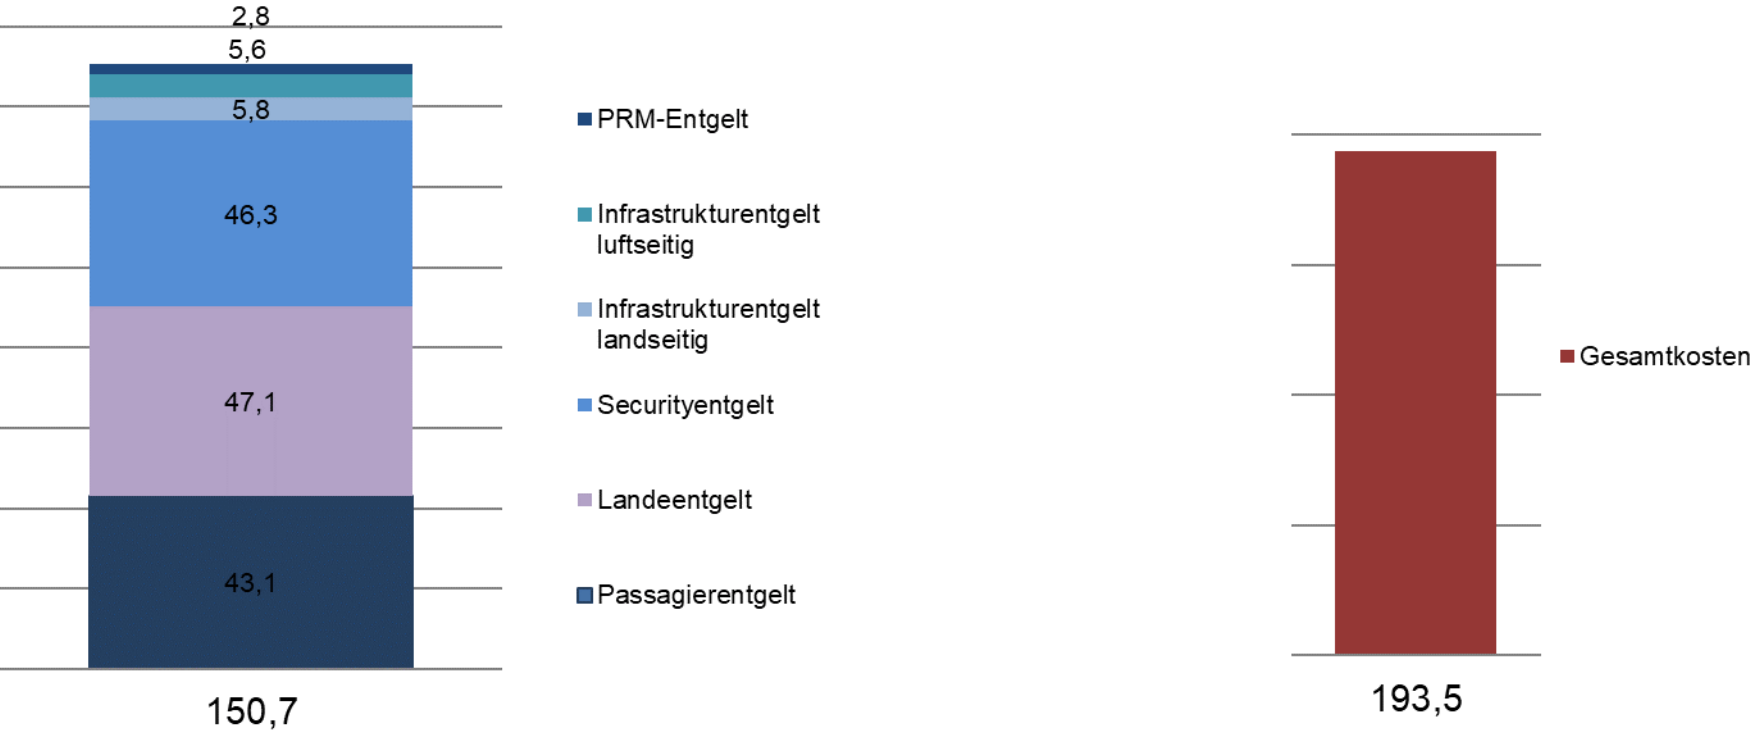 2,8
5,6
5,8
46,3
47,1
43,1
150,7
PRM-Entgelt
Infrastrukturentgelt
luftseitig
Infrastrukturentgelt
landseitig
Securityentgelt
Landeentgelt
Passagierentgelt
Gesamtkosten
193,5